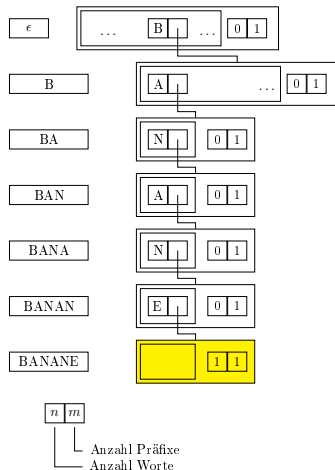 ϵ ... B ... 0 1
B A ... 0 1
BA N 0 1
BAN A 0 1
BANA N 0 1
BANAN E 0 1
BANANE 1 1
n m
Anzahl Präfixe
Anzahl Worte